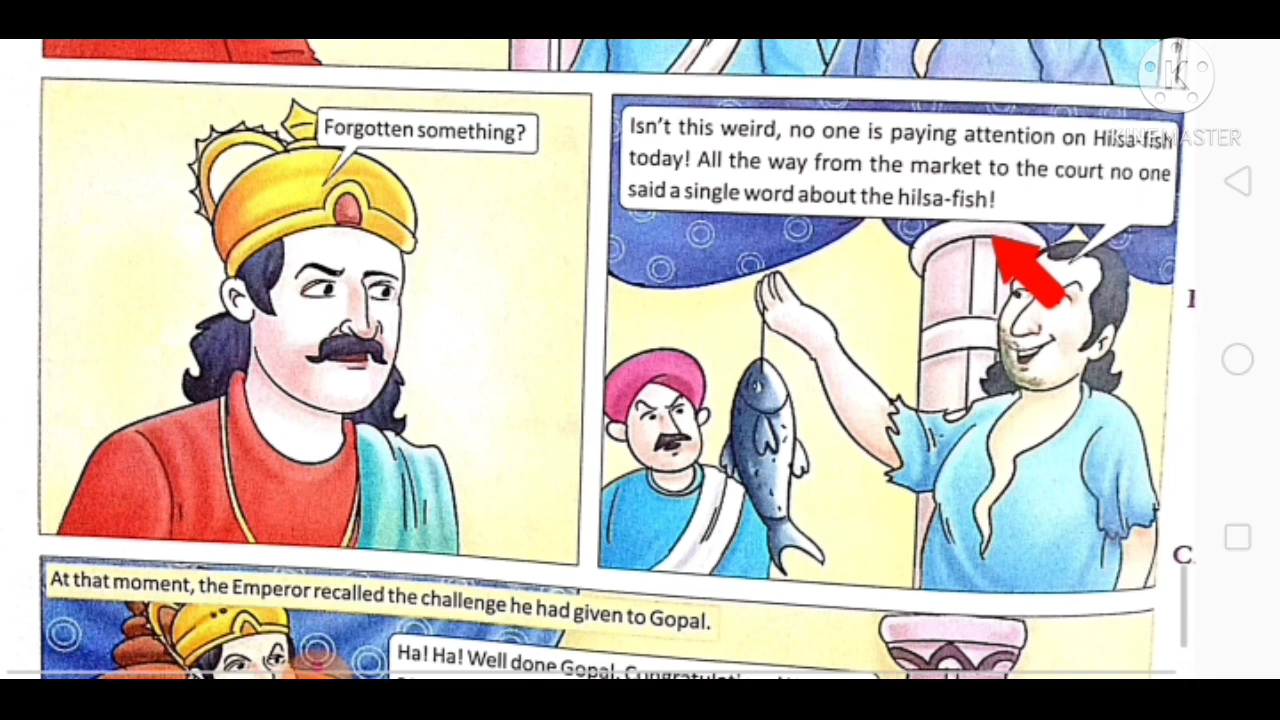 Forgotten something?
Isn't this weird, no one is paying attention on Hilsa-fish
today! All the way from the market to the court no one
said a single word about the hilsa-fish!
At that moment, the Emperor recalled the challenge he had given to Gopal.
Ha! Ha! Well done Gopal.
KINEMASTER
C.